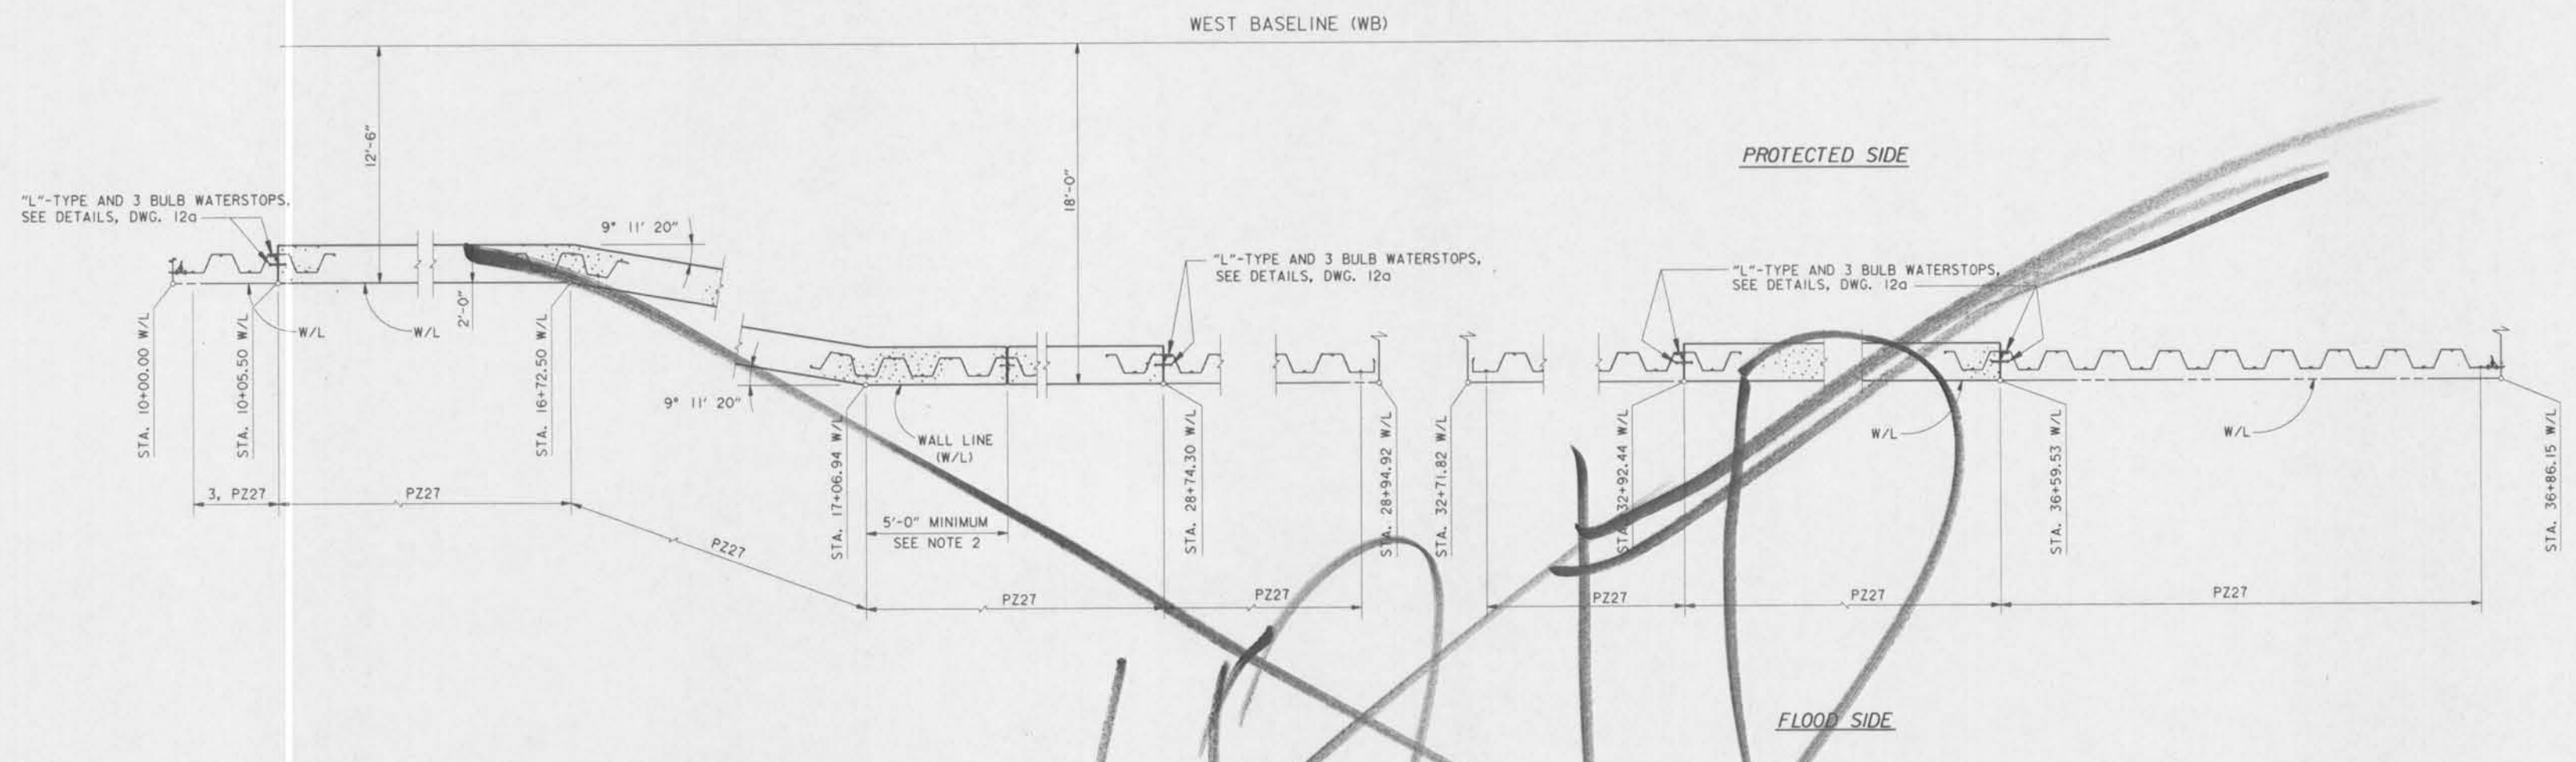 WEST BASELINE (WB)
12'-6"
18'-0"
PROTECTED SIDE
"L"-TYPE AND 3 BULB WATERSTOPS,
SEE DETAILS, DWG. 12a
9° 11' 20"
"L"-TYPE AND 3 BULB WATERSTOPS,
SEE DETAILS, DWG. 12a
"L"-TYPE AND 3 BULB WATERSTOPS,
SEE DETAILS, DWG. 12a
2'-0"
W/L
W/L
9° 11' 20"
WALL LINE
(W/L)
W/L
W/L
STA. 10+00.00 W/L
STA. 10+05.50 W/L
STA. 16+72.50 W/L
STA. 17+06.94 W/L
STA. 28+74.30 W/L
STA. 28+94.92 W/L
STA. 32+71.82 W/L
STA. 32+92.44 W/L
STA. 36+59.53 W/L
STA. 36+86.15 W/L
3, PZ27
PZ27
PZ27
5'-0" MINIMUM
SEE NOTE 2
PZ27
PZ27
PZ27
PZ27
PZ27
FLOOD SIDE